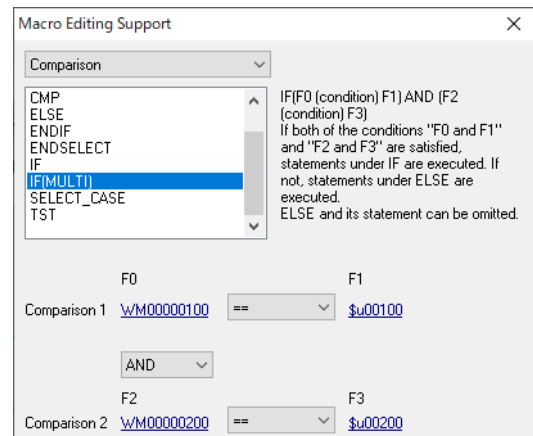 Macro Editing Support
Comparison
CMP
ELSE
ENDIF
ENDSELECT
IF
IF(MULTI)
SELECT_CASE
TST
IF(F0 (condition) F1) AND (F2
(condition) F3)
If both of the conditions "F0 and F1"
and "F2 and F3" are satisfied,
statements under IF are executed. If
not, statements under ELSE are
executed.
ELSE and its statement can be omitted.
F0 F1
Comparison 1 WM00000100 == $u00100
AND
F2 F3
Comparison 2 WM00000200 == $u00200